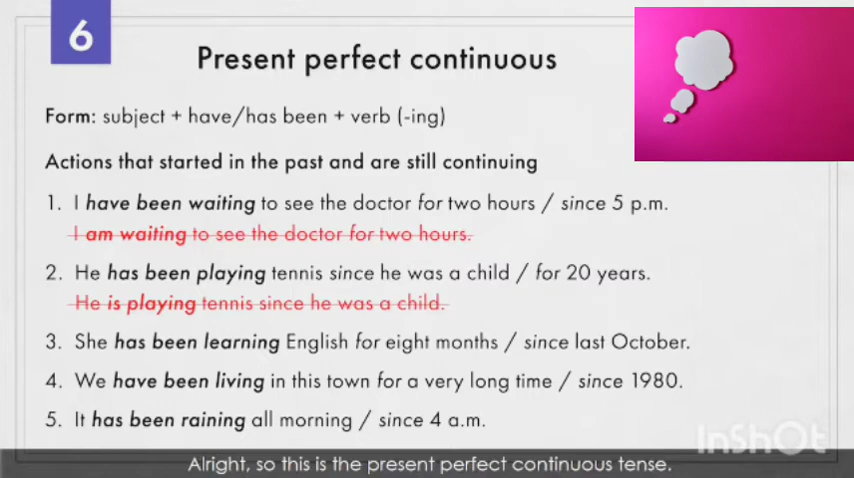 6
Present perfect continuous
Form: subject + have/has been + verb (-ing)
Actions that started in the past and are still continuing
1. I have been waiting to see the doctor for two hours / since 5 p.m.
I am waiting to see the doctor for two hours.
2. He has been playing tennis since he was a child / for 20 years.
He is playing tennis since he was a child.
3. She has been learning English for eight months / since last October.
4. We have been living in this town for a very long time / since 1980.
5. It has been raining all morning / since 4 a.m.
InShOt
Alright, so this is the present perfect continuous tense.